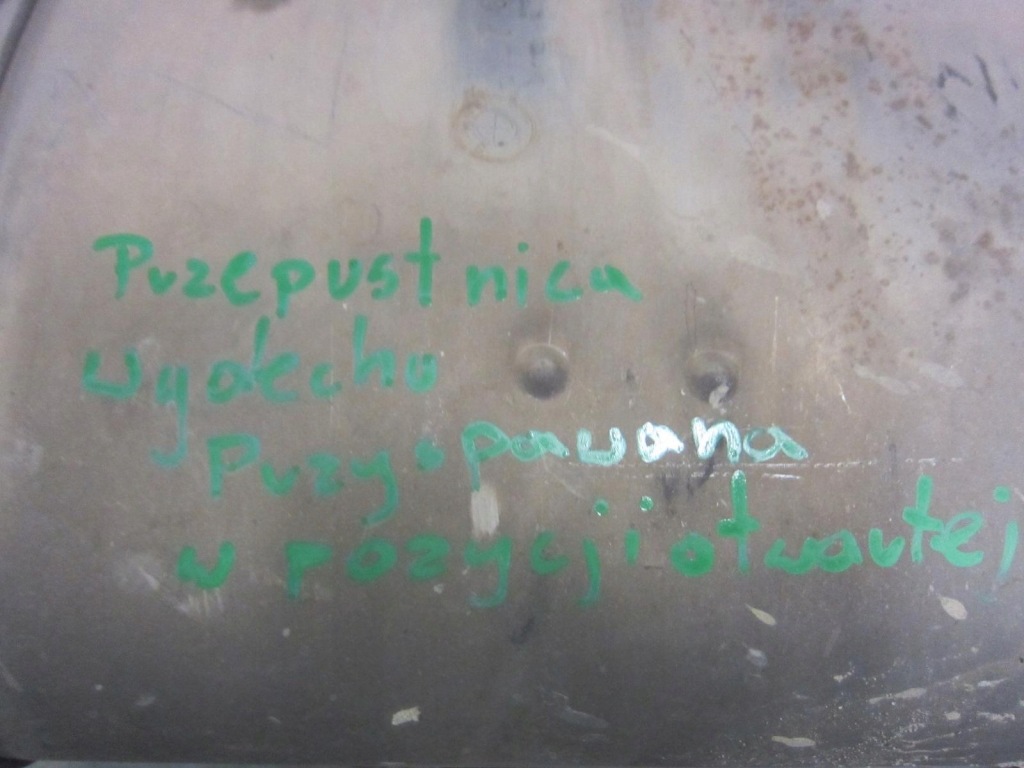 Przepustnica
wydechu
Przyspawana
w pozycji otwartej